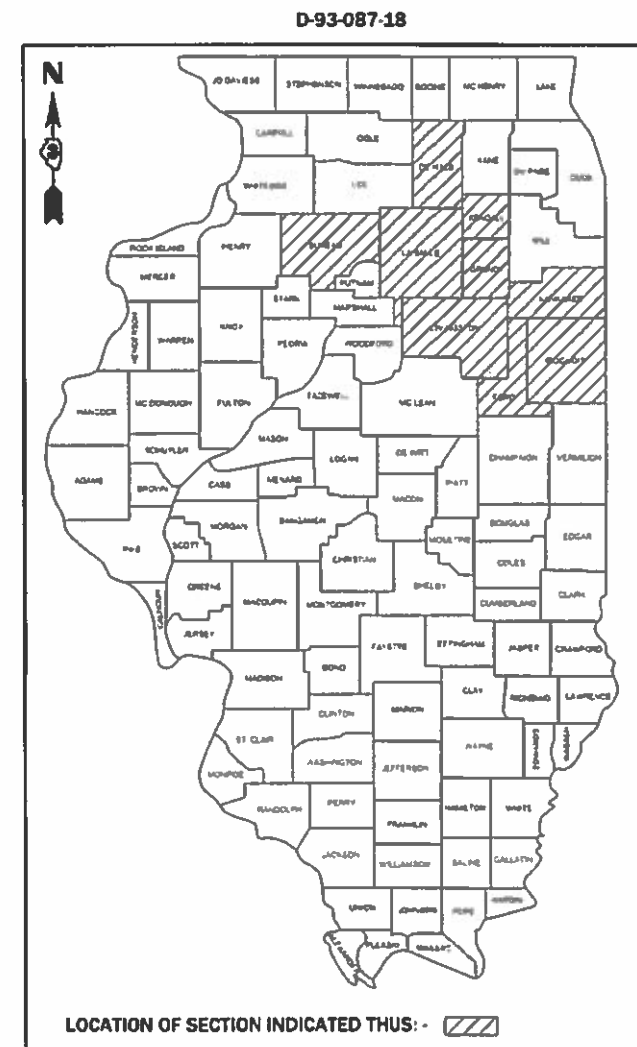 D-93-087-18
N
JO DAVIESS STEPHENSON WINNEBAGO BOONE MC HENRY LAKE
CARROLL OGLE DE KALB KANE DU PAGE COOK
WHITESIDE LEE KENDALL WILL
ROCK ISLAND HENRY BUREAU LA SALLE GRUNDY
MERCER PUTNAM KANKAKEE
HENDERSON WARREN KNOX STARK MARSHALL LIVINGSTON
PEORIA WOODFORD IROQUOIS
HANCOCK MC DONOUGH FULTON TAZEWELL MC LEAN FORD
SCHUYLER MASON LOGAN DE WITT CHAMPAIGN VERMILION
ADAMS BROWN CASS MENARD MACON PIATT
PIKE SCOTT MORGAN SANGAMON CHRISTIAN MOULTRIE DOUGLAS EDGAR
CALHOUN GREENE MACOUPIN MONTGOMERY SHELBY COLES CLARK
JERSEY CUMBERLAND
MADISON BOND FAYETTE EFFINGHAM JASPER CRAWFORD
CLINTON MARION CLAY RICHLAND LAWRENCE
ST. CLAIR WASHINGTON JEFFERSON WAYNE EDWARDS WABASH
MONROE
RANDOLPH PERRY FRANKLIN HAMILTON WHITE
JACKSON WILLIAMSON SALINE GALLATIN
UNION JOHNSON POPE HARDIN
ALEXANDER PULASKI MASSAC
LOCATION OF SECTION INDICATED THUS: -